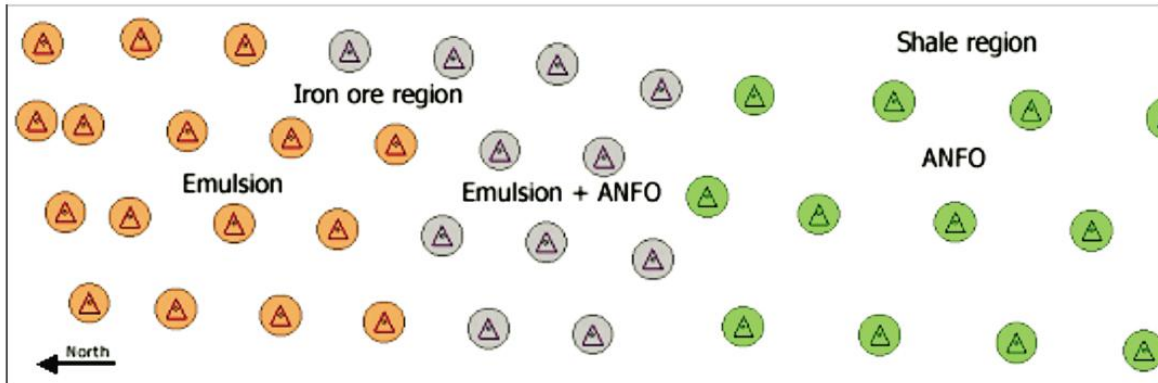 Shale region
Iron ore region
ANFO
Emulsion
Emulsion + ANFO
North